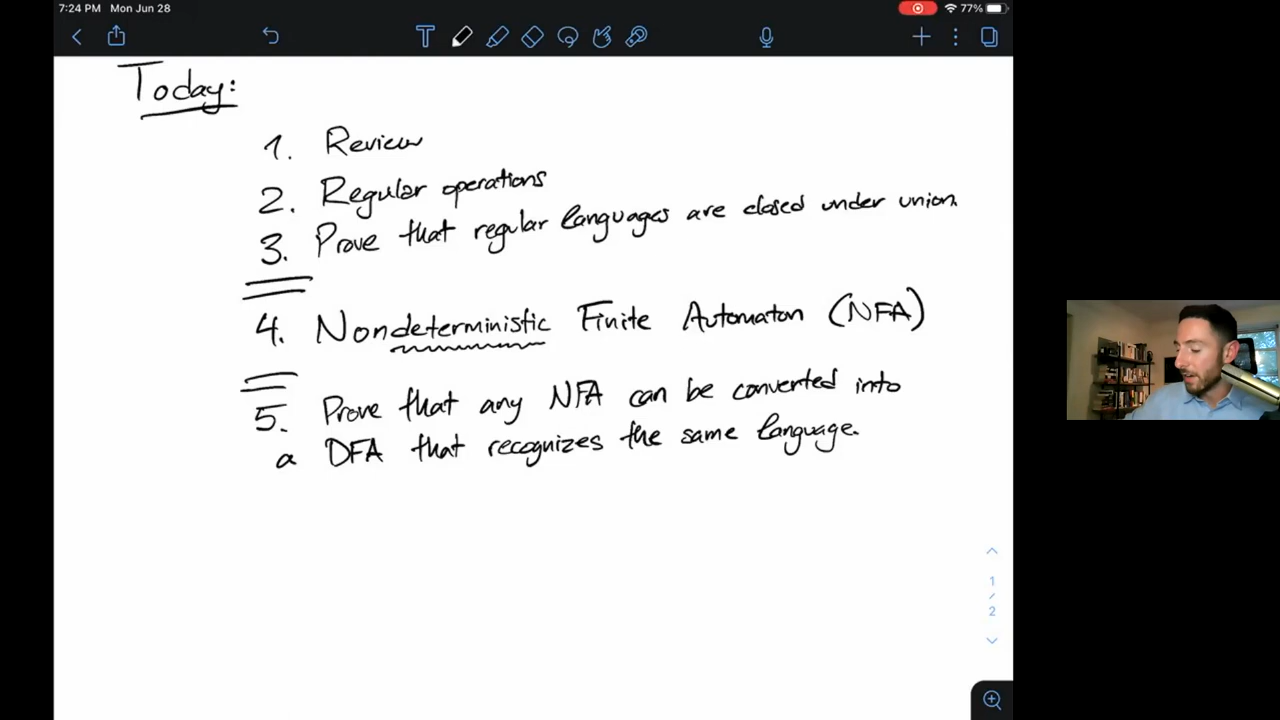 7:24 PM Mon Jun 28
77%
Today:
1. Review
2. Regular operations
3. Prove that regular languages are closed under union.
4. Nondeterministic Finite Automaton (NFA)
5. Prove that any NFA can be converted into
a DFA that recognizes the same language.
1
/
2